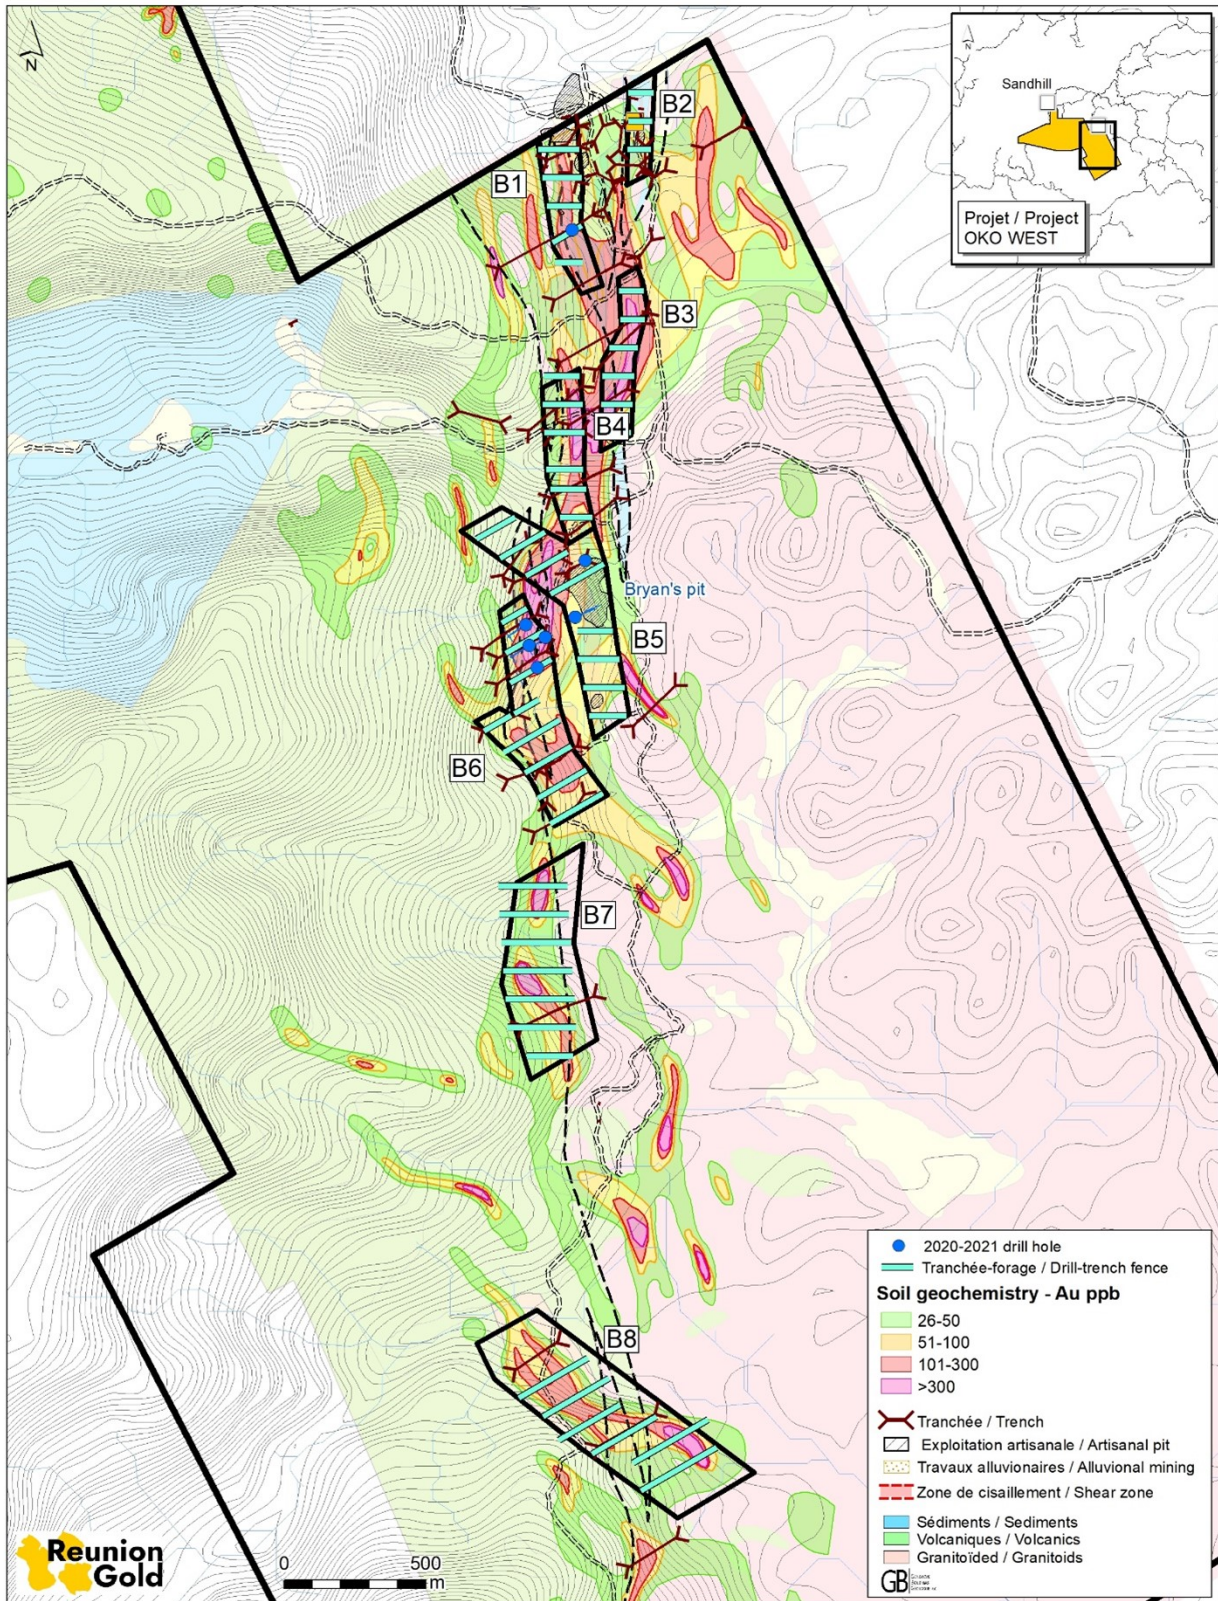 N
B2
B1
B3
B4
Bryan's pit
B5
B6
B7
B8
N
Sandhill
Projet / Project
OKO WEST
2020-2021 drill hole
Tranchée-forage / Drill-trench fence
Soil geochemistry - Au ppb
26-50
51-100
101-300
>300
Tranchée / Trench
Exploitation artisanale / Artisanal pit
Travaux alluvionaires / Alluvional mining
Zone de cisaillement / Shear zone
Sédiments / Sediments
Volcaniques / Volcanics
Granitoïded / Granitoids
GB
Reunion
Gold
0 500
m